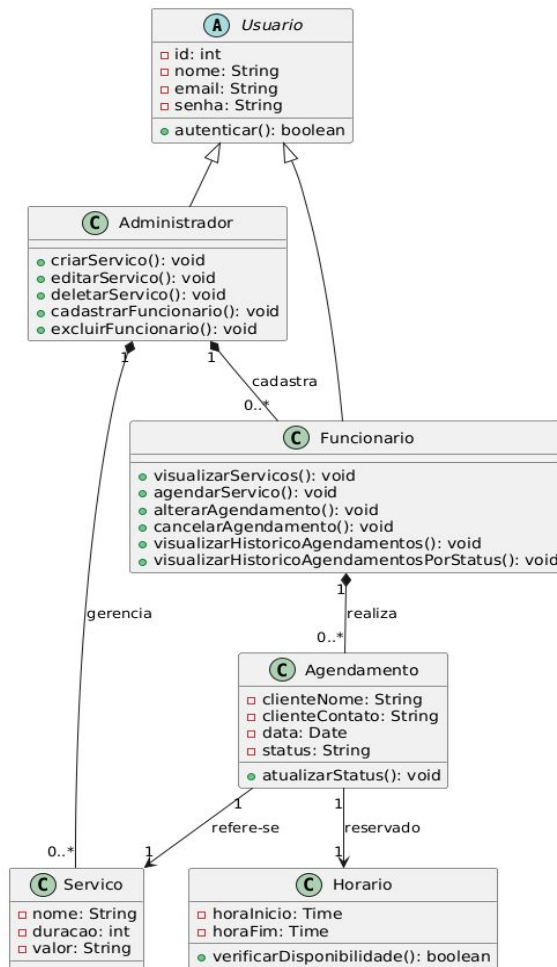 A Usuario
id: int
nome: String
email: String
senha: String
autenticar(): boolean
C Administrador
criarServico(): void
editarServico(): void
deletarServico(): void
cadastrarFuncionario(): void
excluirFuncionario(): void
1
1
cadastra
0..*
C Funcionario
visualizarServicos(): void
agendarServico(): void
alterarAgendamento(): void
cancelarAgendamento(): void
visualizarHistoricoAgendamentos(): void
visualizarHistoricoAgendamentosPorStatus(): void
1
gerencia
realiza
0..*
C Agendamento
clienteNome: String
clienteContato: String
data: Date
status: String
atualizarStatus(): void
1
1
refere-se
reservado
0..*
1
1
C Servico
nome: String
duracao: int
valor: String
C Horario
horaInicio: Time
horaFim: Time
verificarDisponibilidade(): boolean